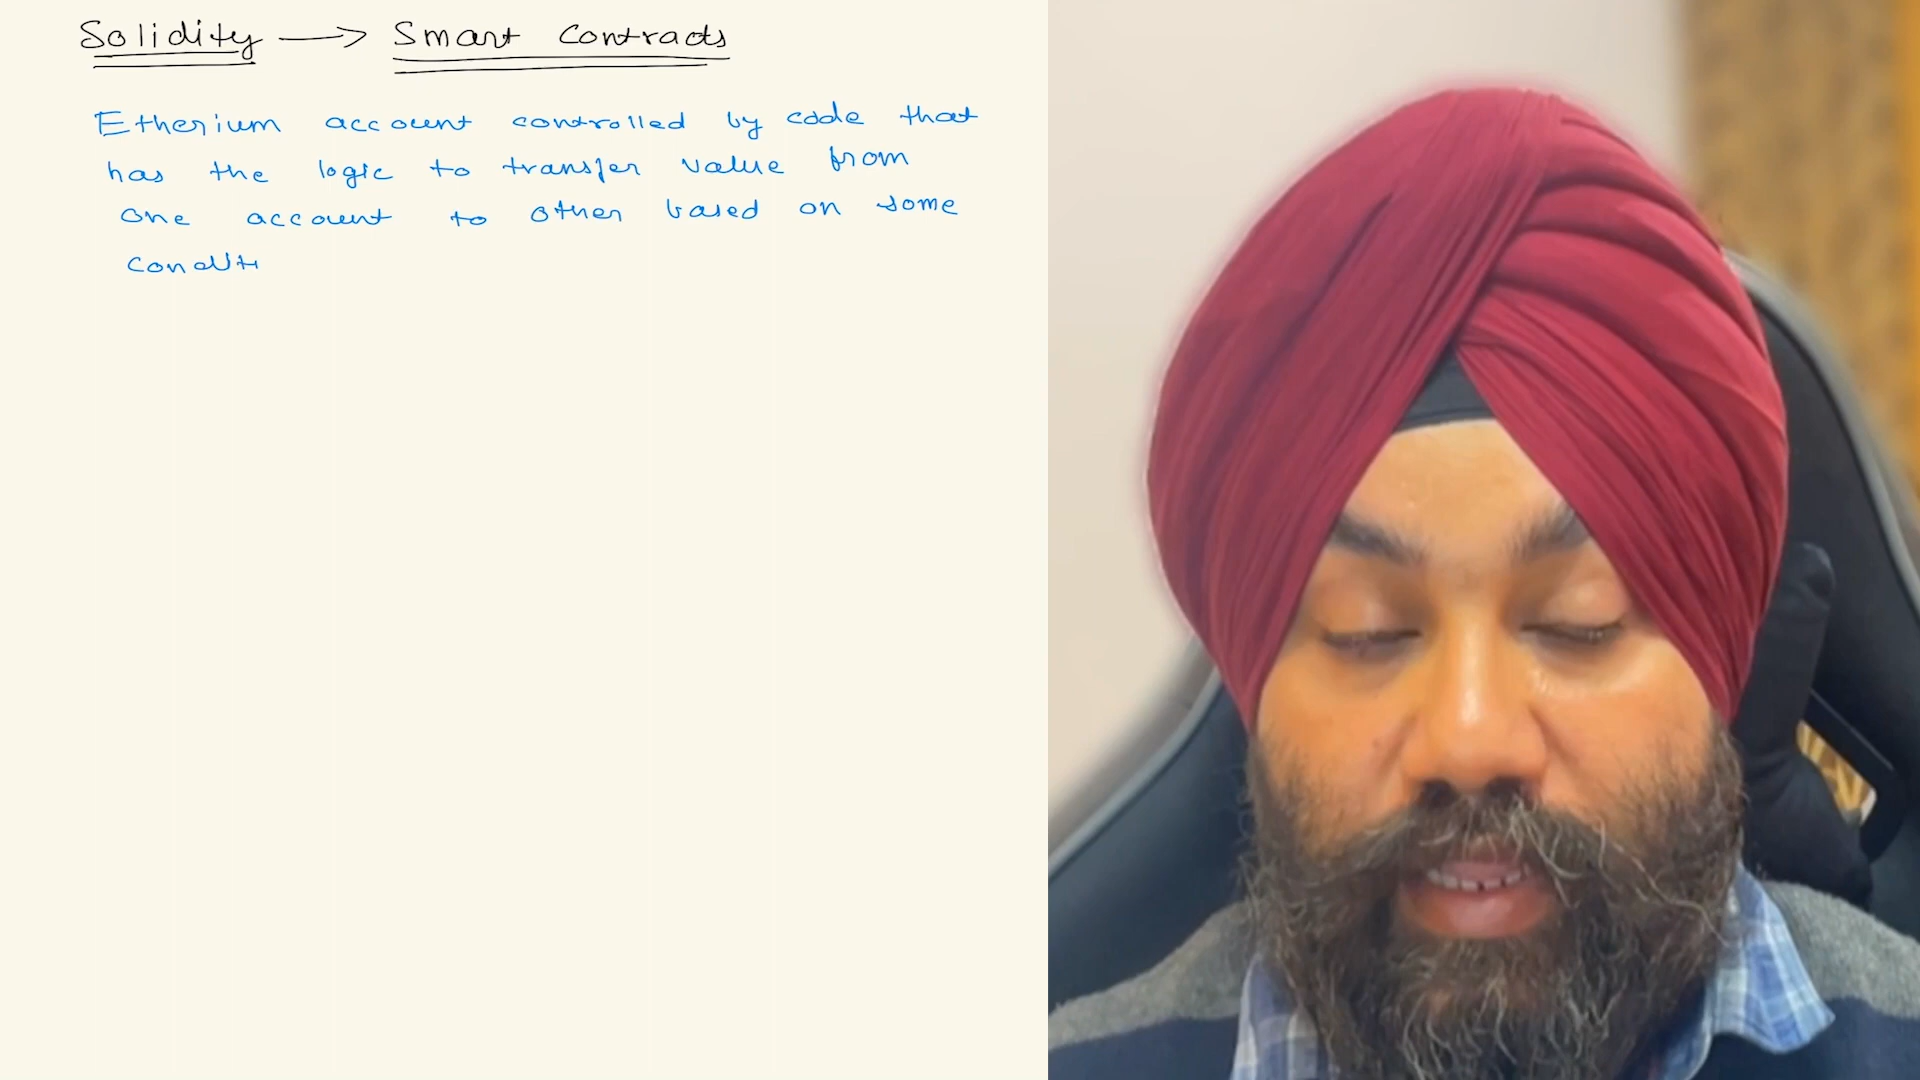 Solidity → Smart Contracts
Etherium account controlled by code that
has the logic to transfer value from
one account to other based on some
conditi